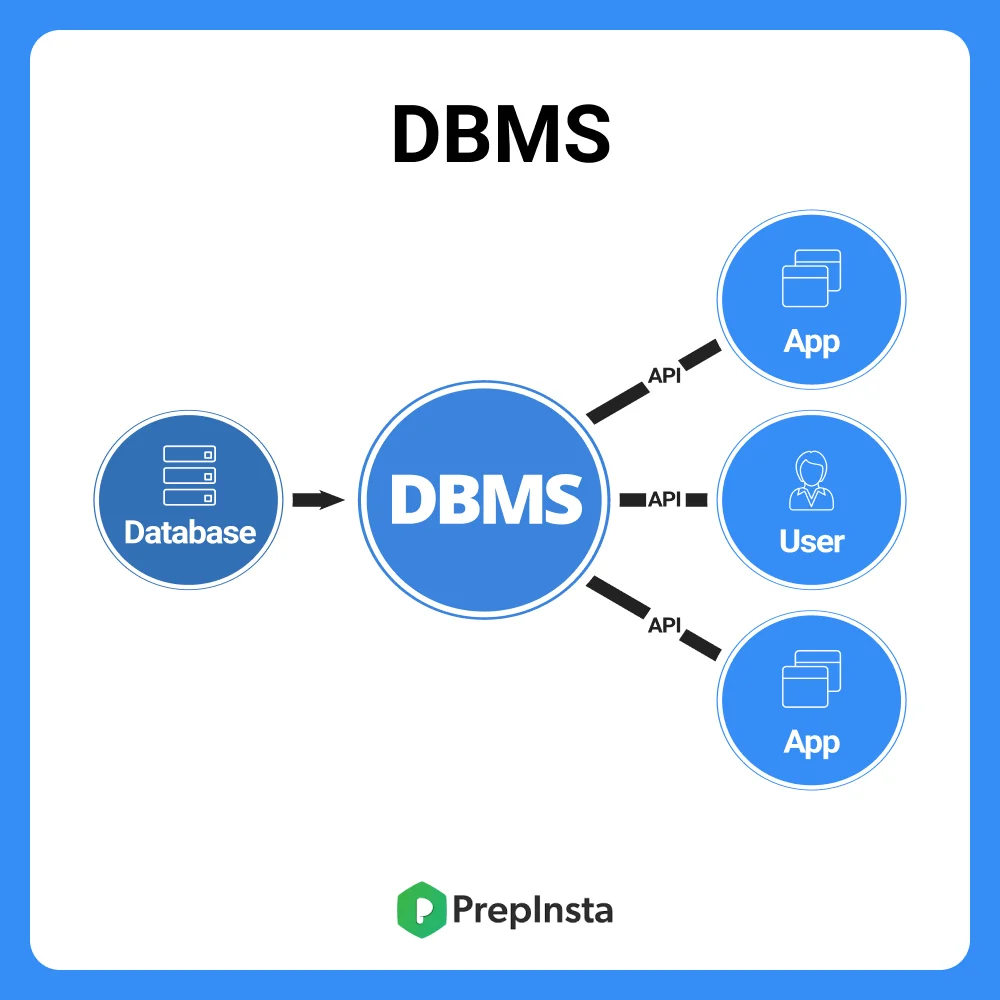 DBMS
App
API
Database
DBMS
API
User
API
App
PrepInsta